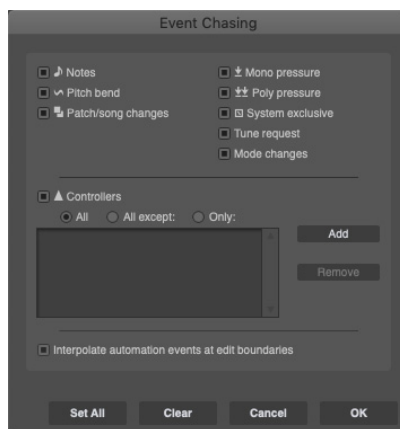 Event Chasing
Notes
Pitch bend
Patch/song changes
Mono pressure
Poly pressure
System exclusive
Tune request
Mode changes
Controllers
All All except: Only:
Add
Remove
Interpolate automation events at edit boundaries
Set All Clear Cancel OK